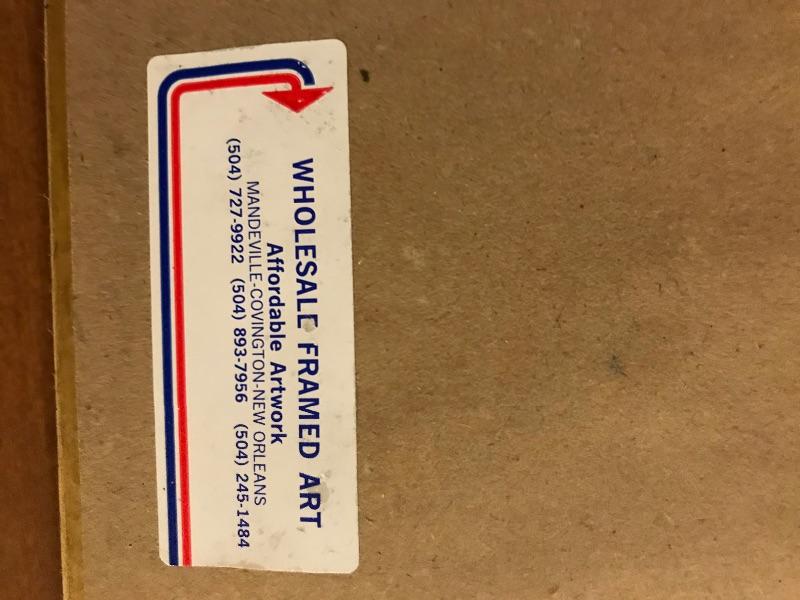 WHOLESALE FRAMED ART
Affordable Artwork
MANDEVILLE-COVINGTON-NEW ORLEANS
(504) 727-9922 (504) 893-7956 (504) 245-1484